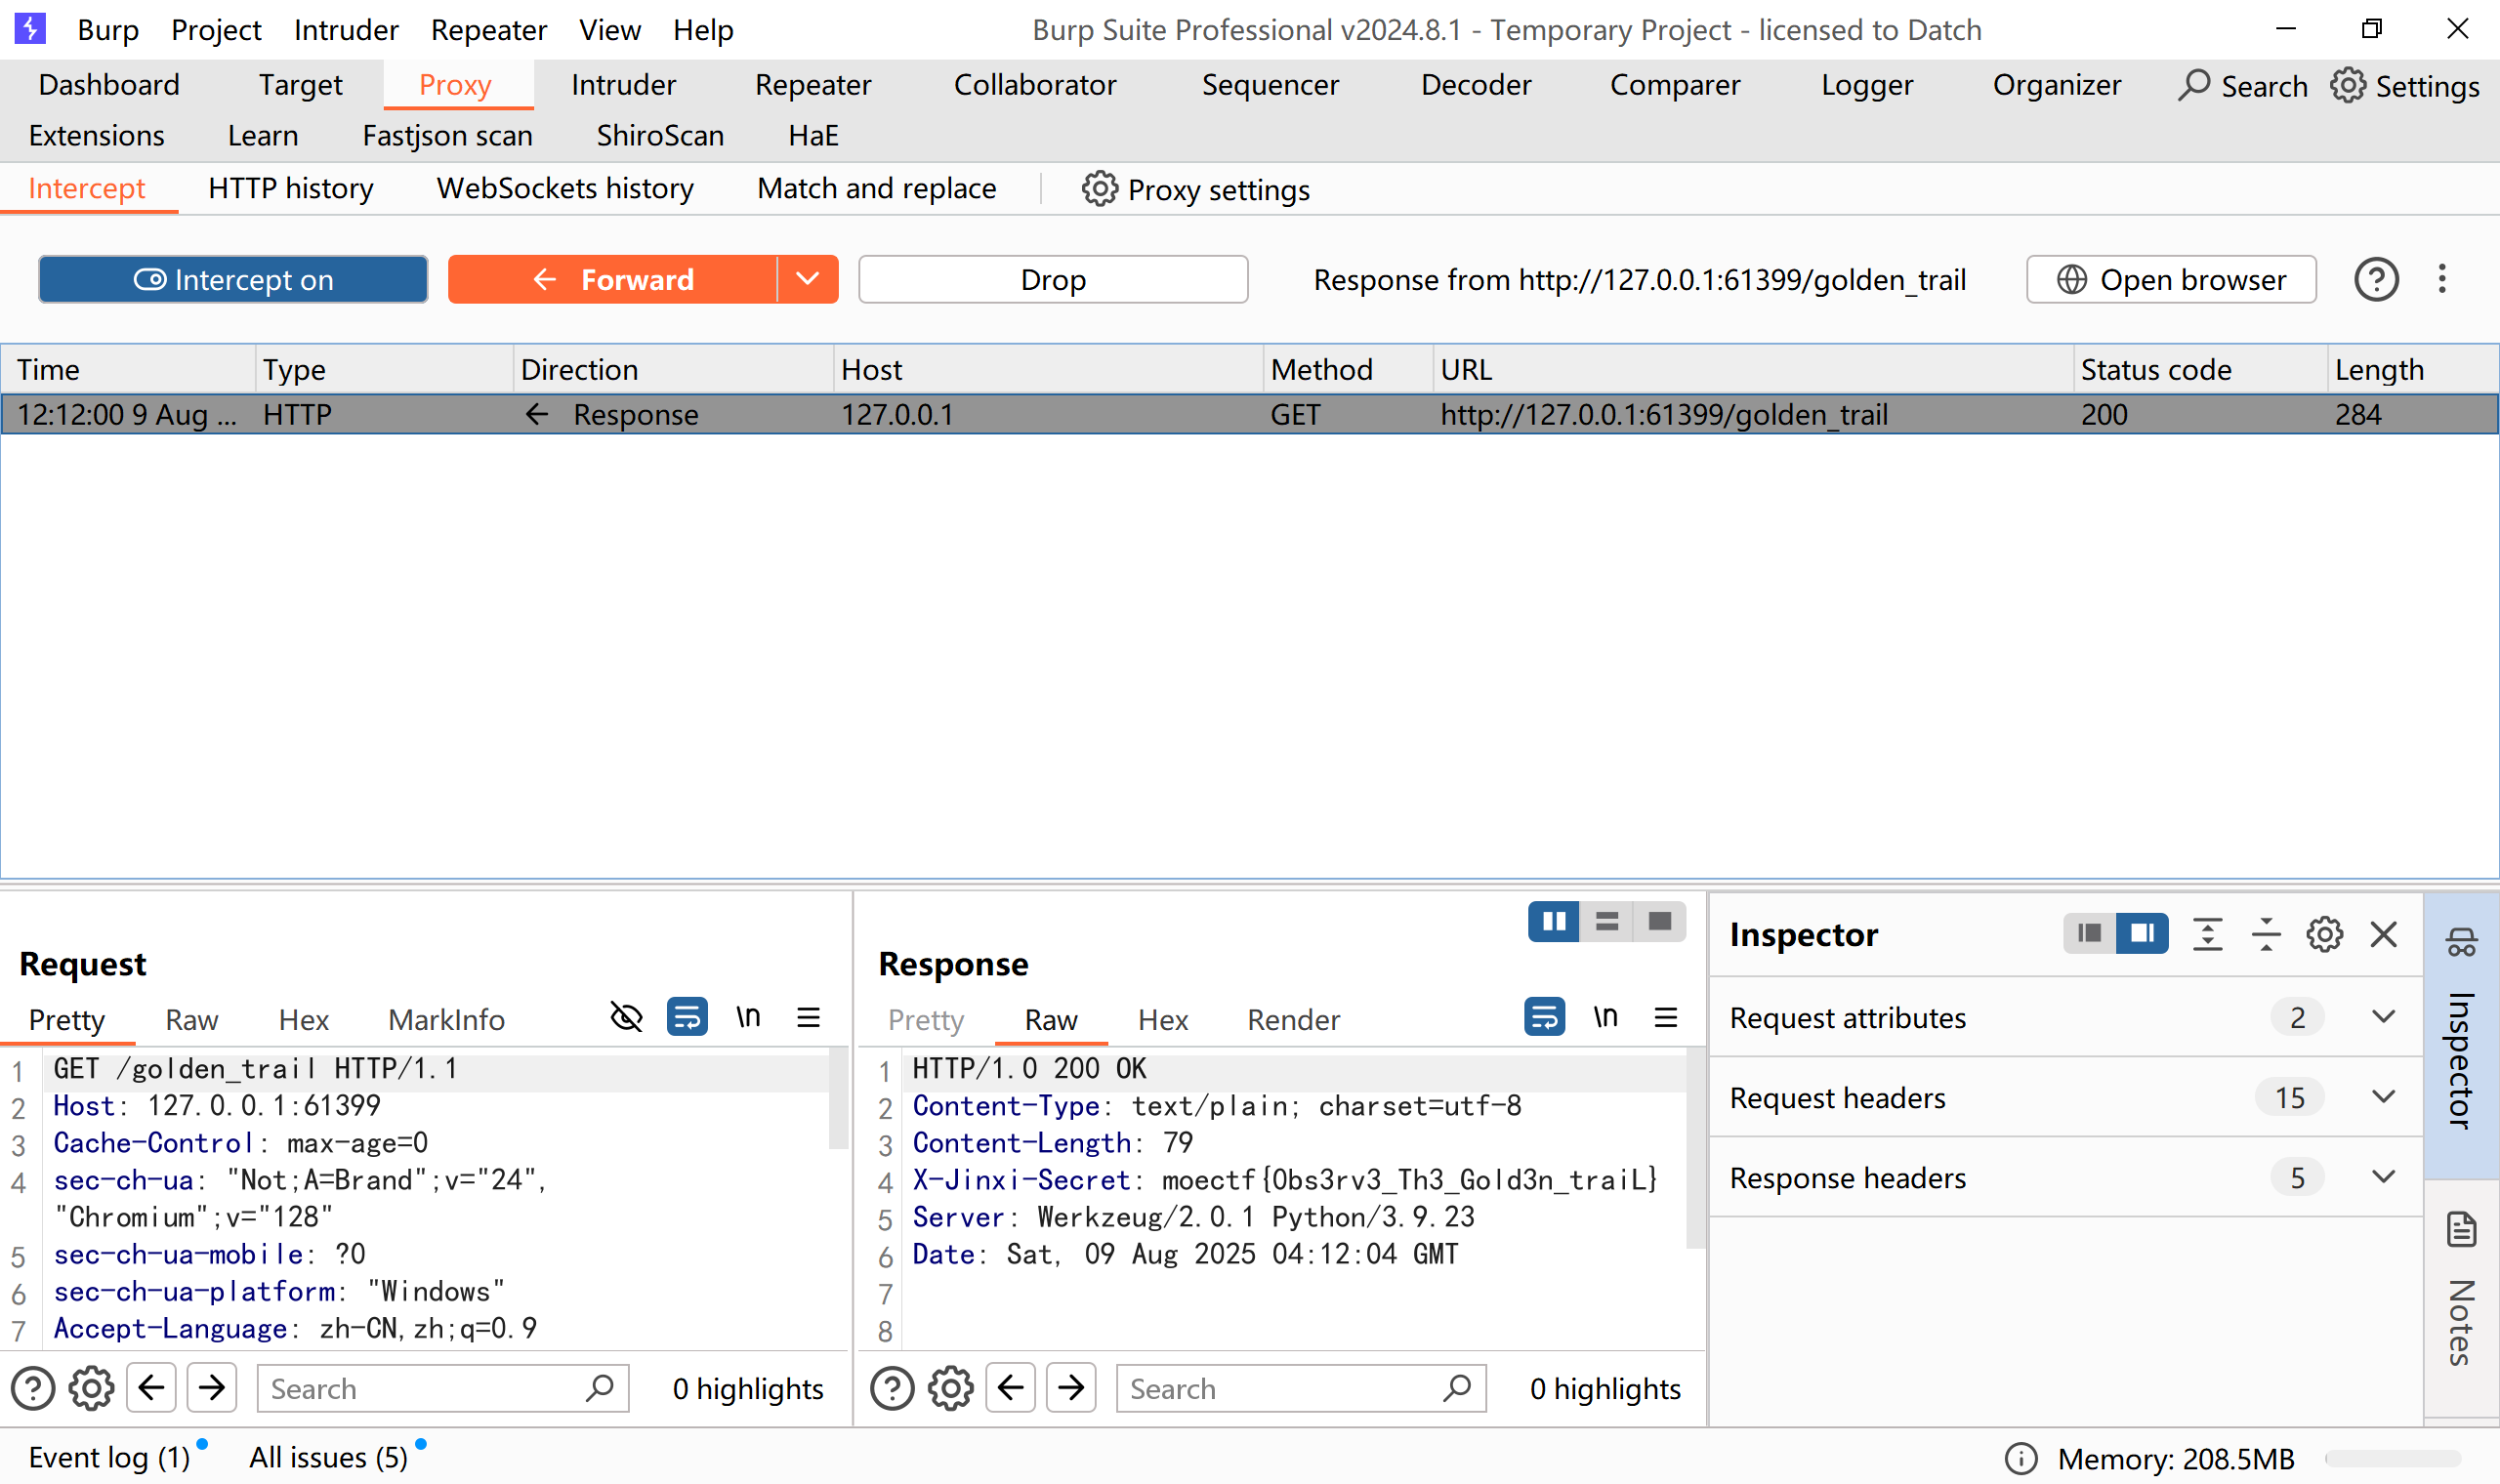 Burp Project Intruder Repeater View Help Burp Suite Professional v2024.8.1 - Temporary Project - licensed to Datch
Dashboard Target Proxy Intruder Repeater Collaborator Sequencer Decoder Comparer Logger Organizer Search Settings
Extensions Learn Fastjson scan ShiroScan HaE
Intercept HTTP history WebSockets history Match and replace Proxy settings
Intercept on Forward Drop Response from http://127.0.0.1:61399/golden_trail Open browser
Time Type Direction Host Method URL Status code Length
12:12:00 9 Aug ... HTTP Response 127.0.0.1 GET http://127.0.0.1:61399/golden_trail 200 284
Request
Pretty Raw Hex MarkInfo \n
1 GET /golden_trail HTTP/1.1
2 Host: 127.0.0.1:61399
3 Cache-Control: max-age=0
4 sec-ch-ua: "Not;A=Brand";v="24",
"Chromium";v="128"
5 sec-ch-ua-mobile: ?0
6 sec-ch-ua-platform: "Windows"
7 Accept-Language: zh-CN,zh;q=0.9
Search 0 highlights
Response
Pretty Raw Hex Render \n
1 HTTP/1.0 200 OK
2 Content-Type: text/plain; charset=utf-8
3 Content-Length: 79
4 X-Jinxi-Secret: moectf{0bs3rv3_Th3_Gold3n_traiL}
5 Server: Werkzeug/2.0.1 Python/3.9.23
6 Date: Sat, 09 Aug 2025 04:12:04 GMT
7
8
Search 0 highlights
Inspector
Request attributes 2
Request headers 15
Response headers 5
Inspector
Notes
Event log (1) All issues (5) Memory: 208.5MB